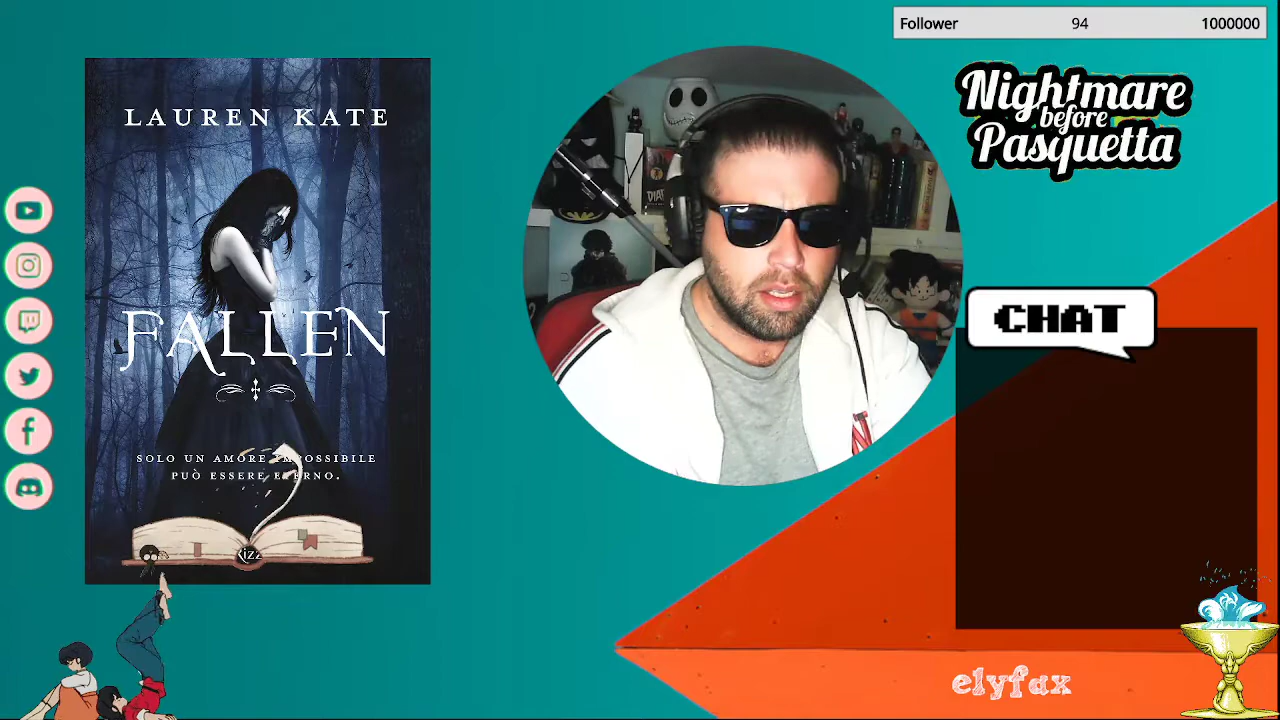 Follower 94 1000000
LAUREN KATE
FALLEN
SOLO UN AMORE IMPOSSIBILE
PUÒ ESSERE ETERNO.
Nightmare
before
Pasquetta
CHAT
elyfax